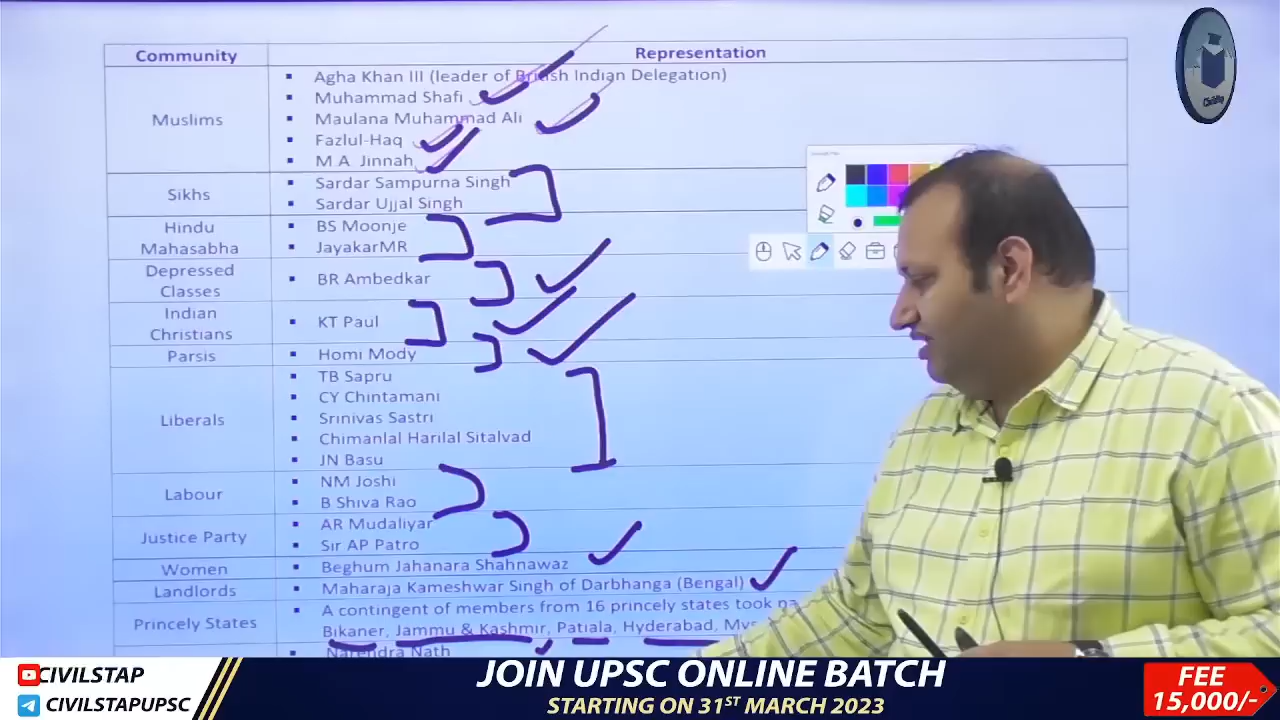 Community Representation
Muslims
▪ Agha Khan III (leader of British Indian Delegation)
▪ Muhammad Shafi
▪ Maulana Muhammad Ali
▪ Fazlul-Haq
▪ M.A. Jinnah
Sikhs
▪ Sardar Sampurna Singh
▪ Sardar Ujjal Singh
Hindu
Mahasabha
▪ BS Moonje
▪ JayakarMR
Depressed
Classes
▪ BR Ambedkar
Indian
Christians
▪ KT Paul
Parsis
▪ Homi Mody
Liberals
▪ TB Sapru
▪ CY Chintamani
▪ Srinivas Sastri
▪ Chimanlal Harilal Sitalvad
▪ JN Basu
Labour
▪ NM Joshi
▪ B Shiva Rao
Justice Party
▪ AR Mudaliyar
▪ Sir AP Patro
Women
▪ Beghum Jahanara Shahnawaz
Landlords
▪ Maharaja Kameshwar Singh of Darbhanga (Bengal)
Princely States
▪ A contingent of members from 16 princely states took
Bikaner, Jammu & Kashmir, Patiala, Hyderabad,
▪ Narendra Nath
CivilsTap
CIVILSTAP
CIVILSTAPUPSC
JOIN UPSC ONLINE BATCH
STARTING ON 31ST MARCH 2023
FEE
15,000/-